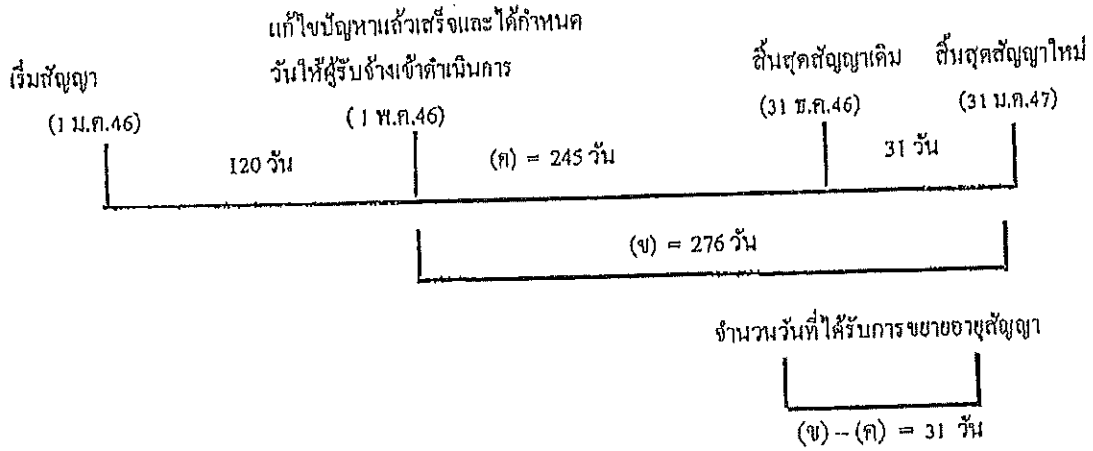 แก้ไขปัญหาแล้วเสร็จและได้กำหนด
วันให้ผู้รับจ้างเข้าดำเนินการ
เริ่มสัญญา
สิ้นสุดสัญญาเดิม
สิ้นสุดสัญญาใหม่
(1 ม.ค.46)
(1 พ.ค.46)
(31 ธ.ค.46)
(31 ม.ค.47)
120 วัน
(ค) = 245 วัน
31 วัน
(ข) = 276 วัน
จำนวนวันที่ได้รับการขยายอายุสัญญา
(ข) -- (ค) = 31 วัน